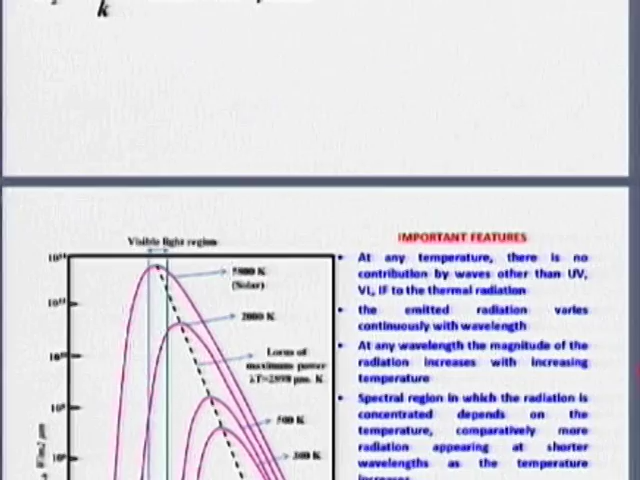 k
Visible light region
5800 K
(Solar)
2000 K
Locus of
maximum power
λT=2898 μm. K
500 K
300 K
IMPORTANT FEATURES
• At any temperature, there is no
contribution by waves other than UV,
VL, IF to the thermal radiation
• the emitted radiation varies
continuously with wavelength
• At any wavelength the magnitude of the
radiation increases with increasing
temperature
• Spectral region in which the radiation is
concentrated depends on the
temperature, comparatively more
radiation appearing at shorter
wavelengths as the temperature
increases